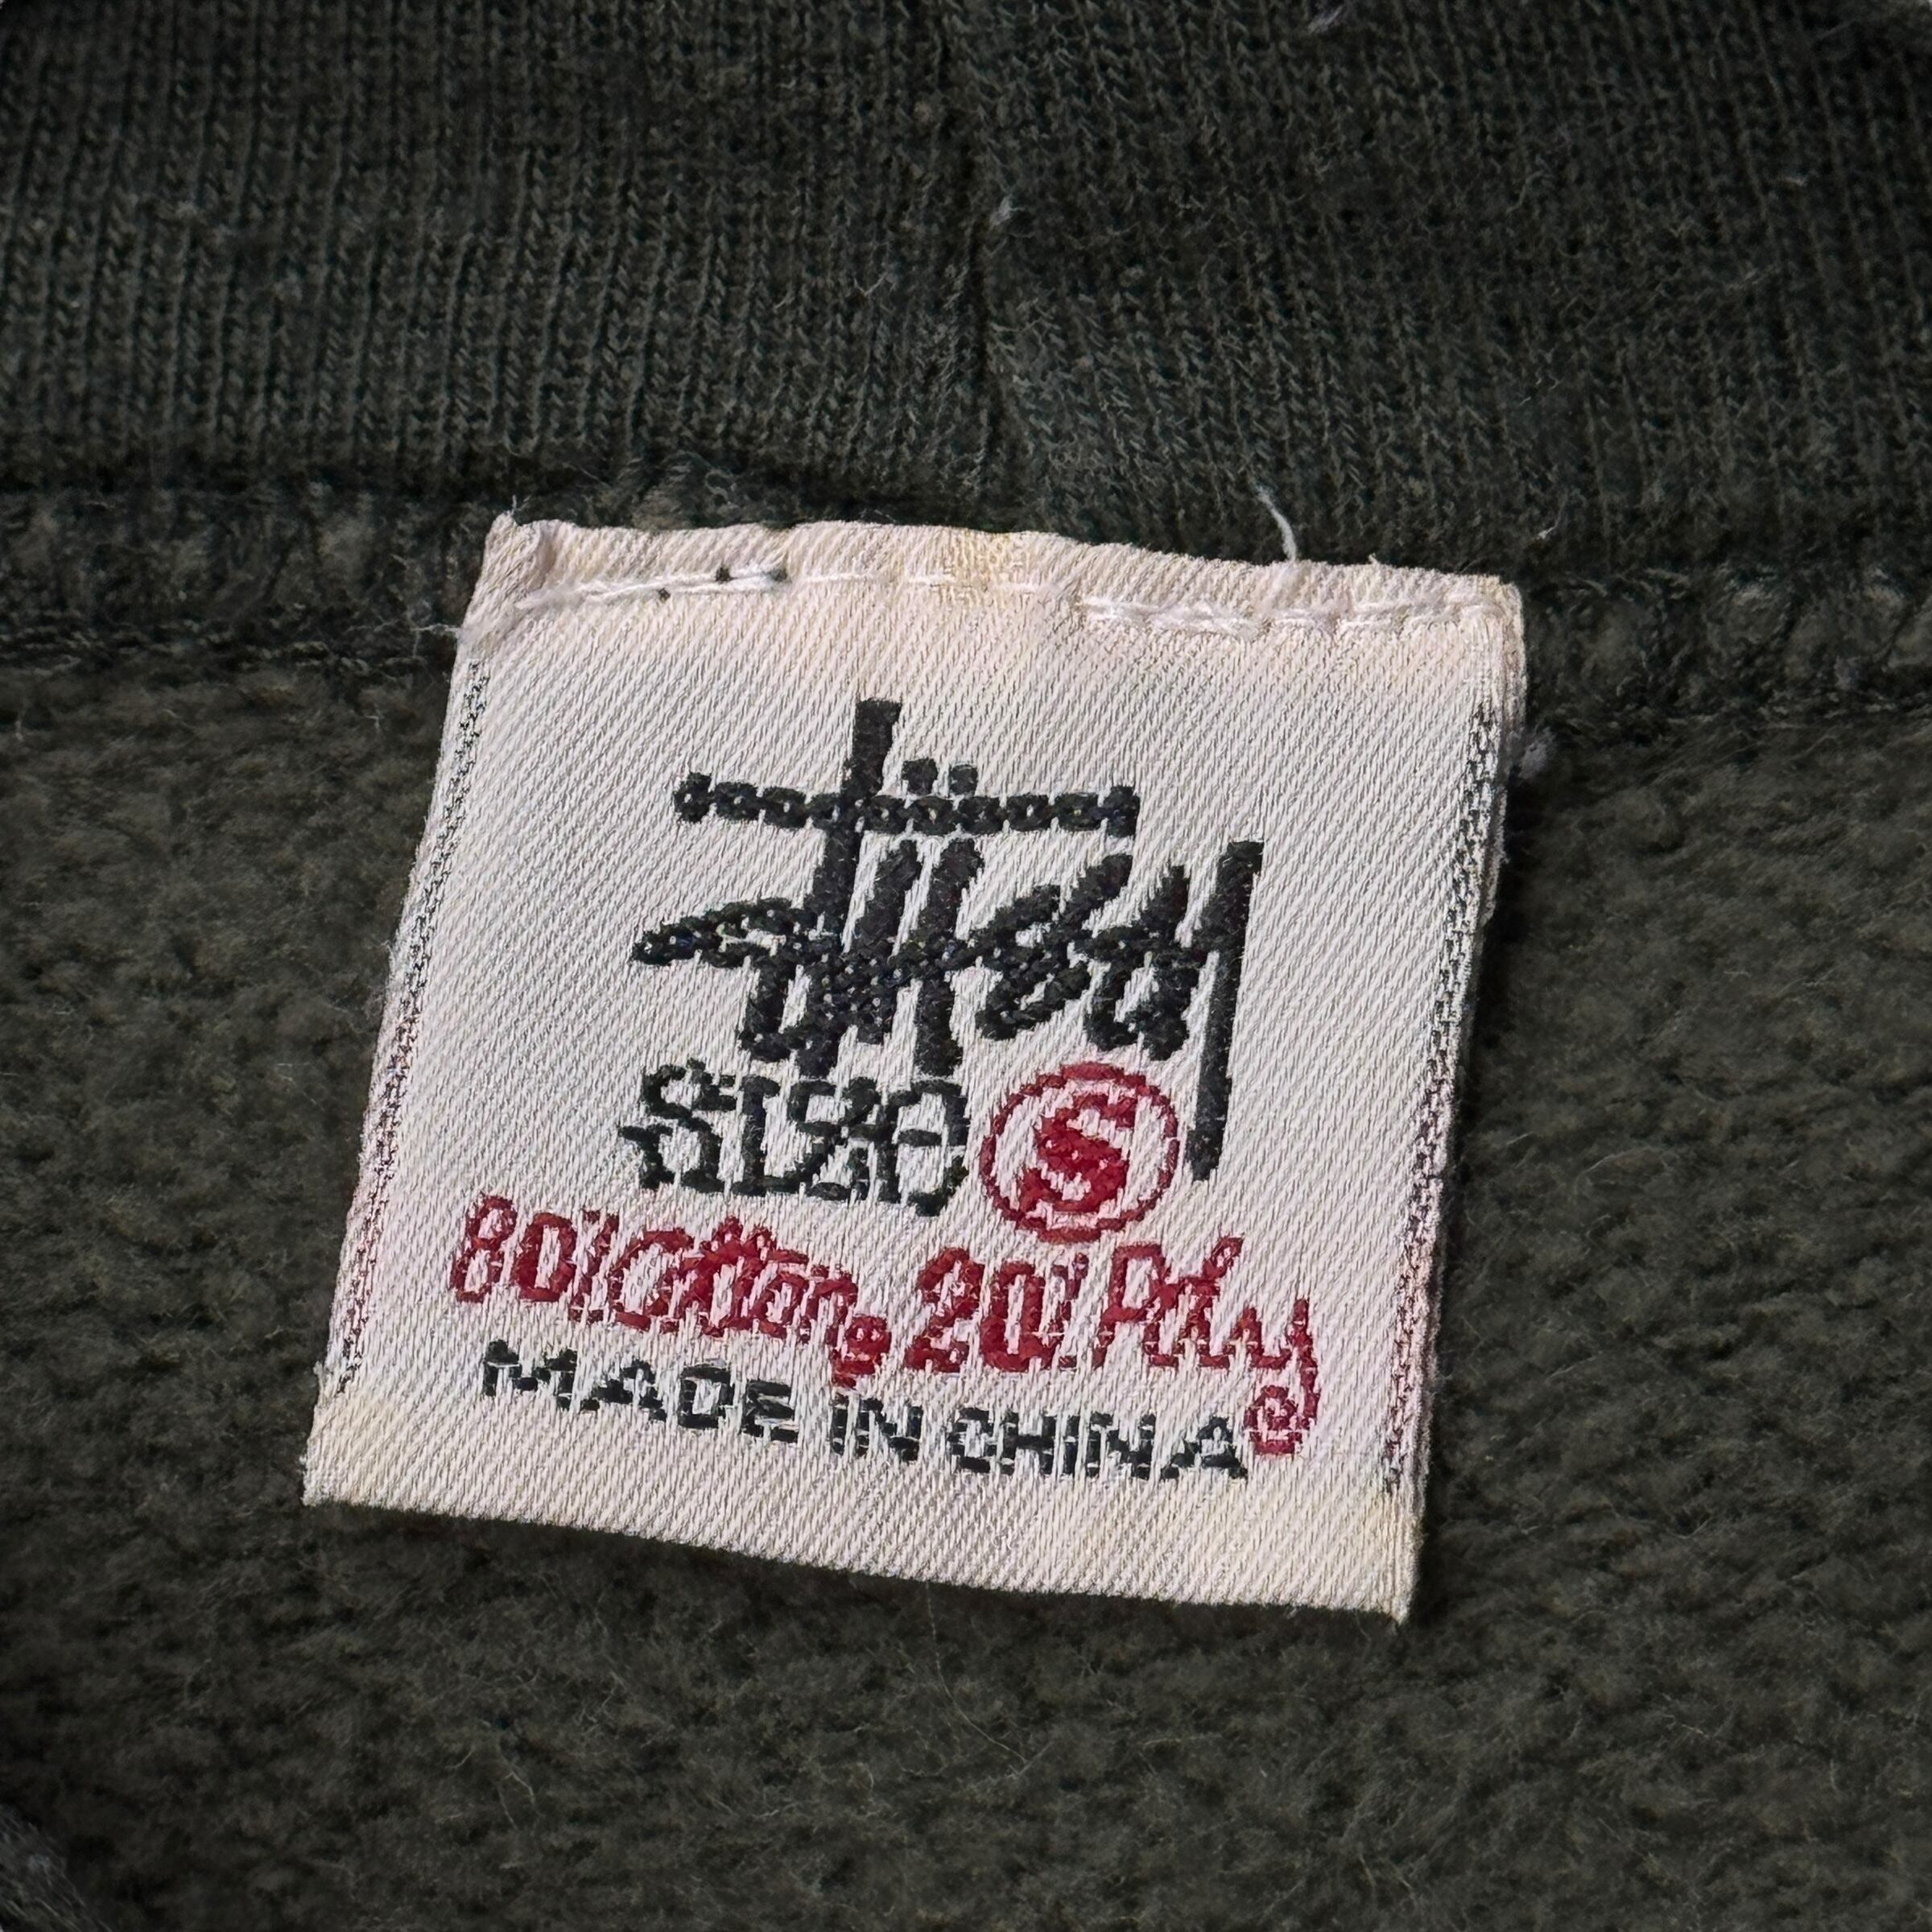 Stüssy
SIZE S
80% Cotton 20% Poly
MADE IN CHINA